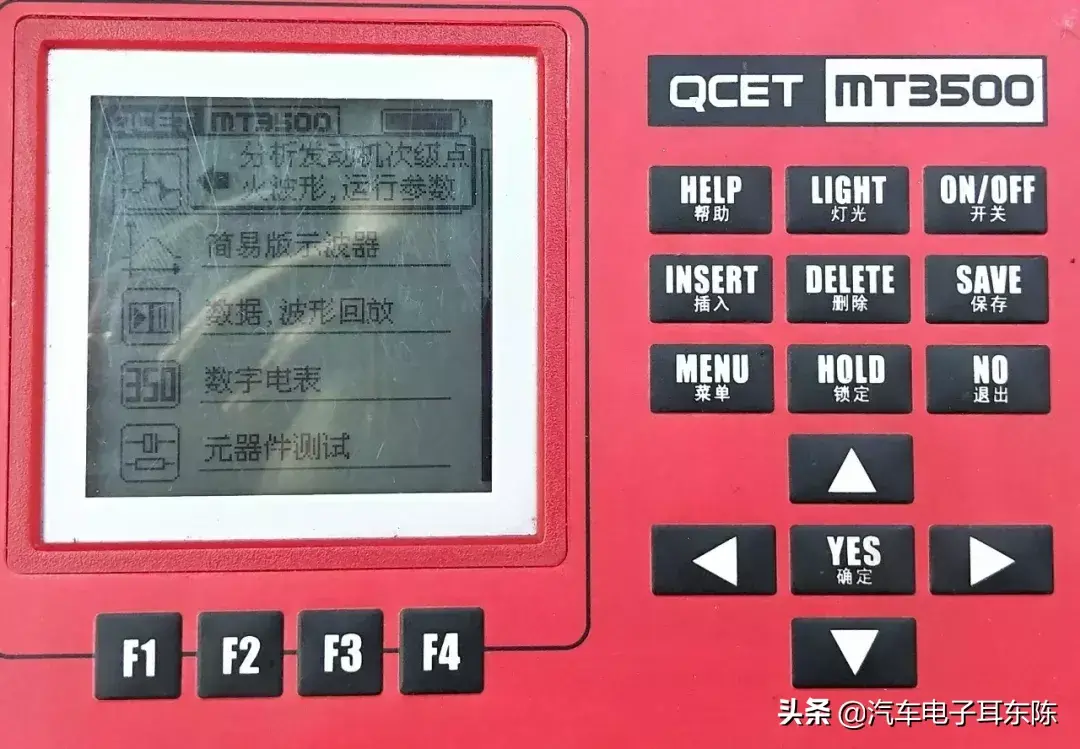 QCET MT3500
分析发动机次级点
火波形,运行参数
简易版示波器
数据,波形回放
350 数字电表
元器件测试
F1 F2 F3 F4
QCET MT3500
HELP LIGHT ON/OFF
帮助 灯光 开关
INSERT DELETE SAVE
插入 删除 保存
MENU HOLD NO
菜单 锁定 退出
YES
确定
头条 @汽车电子耳东陈